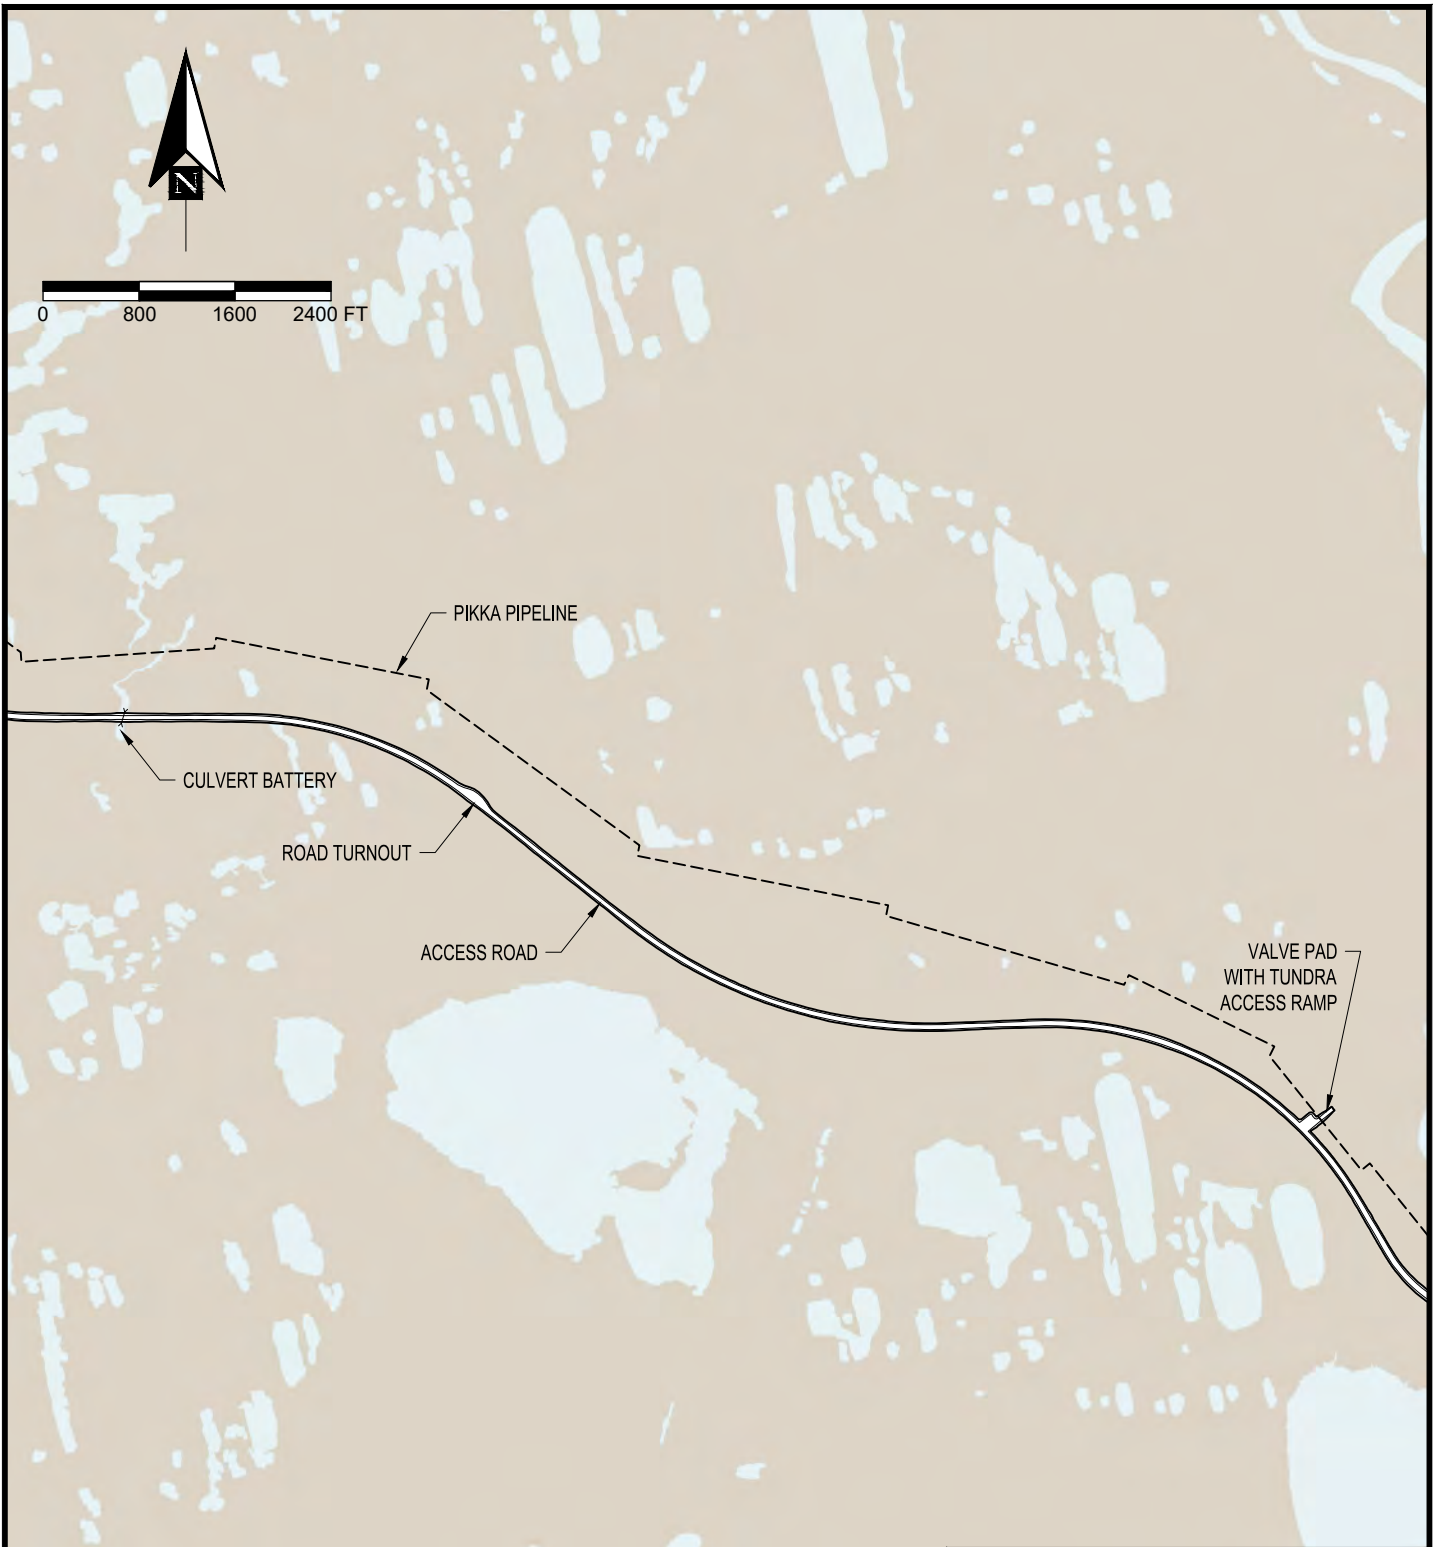 N
0 800 1600 2400 FT
PIKKA PIPELINE
CULVERT BATTERY
ROAD TURNOUT
ACCESS ROAD
VALVE PAD
WITH TUNDRA
ACCESS RAMP